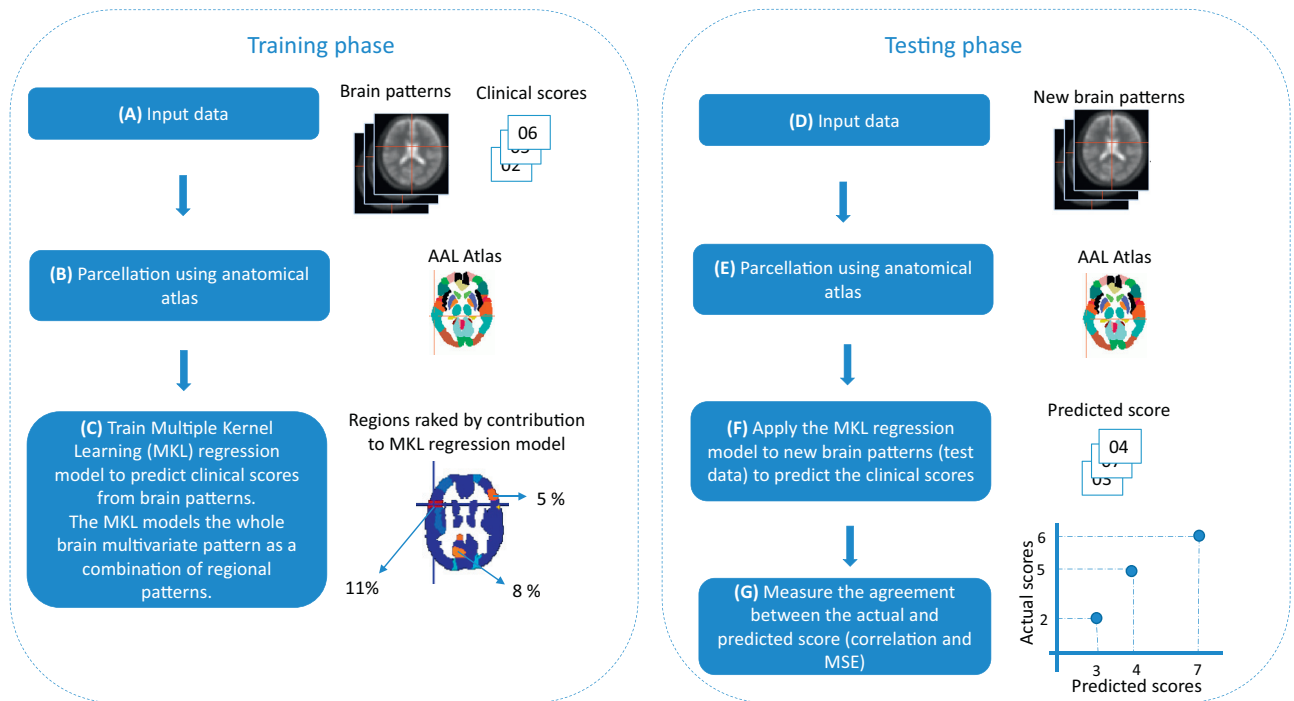 Training phase
(A) Input data
Brain patterns
Clinical scores
06
02
(B) Parcellation using anatomical
atlas
AAL Atlas
(C) Train Multiple Kernel
Learning (MKL) regression
model to predict clinical scores
from brain patterns.
The MKL models the whole
brain multivariate pattern as a
combination of regional
patterns.
Regions raked by contribution
to MKL regression model
5 %
11%
8 %
Testing phase
(D) Input data
New brain patterns
(E) Parcellation using anatomical
atlas
AAL Atlas
(F) Apply the MKL regression
model to new brain patterns (test
data) to predict the clinical scores
Predicted score
04
07
03
(G) Measure the agreement
between the actual and
predicted score (correlation and
MSE)
Actual scores
6
5
2
3
4
7
Predicted scores